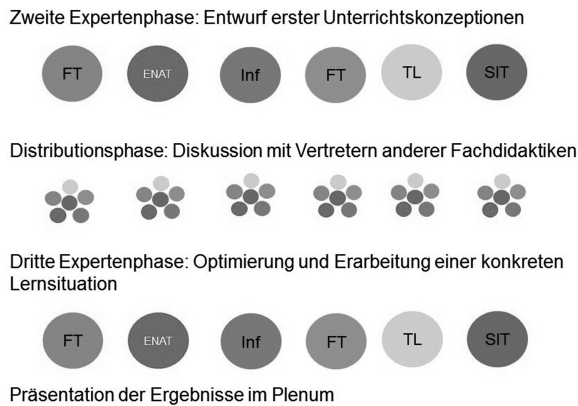 Zweite Expertenphase: Entwurf erster Unterrichtskonzeptionen
FT ENAT Inf FT TL SIT
Distributionsphase: Diskussion mit Vertretern anderer Fachdidaktiken
Dritte Expertenphase: Optimierung und Erarbeitung einer konkreten
Lernsituation
FT ENAT Inf FT TL SIT
Präsentation der Ergebnisse im Plenum